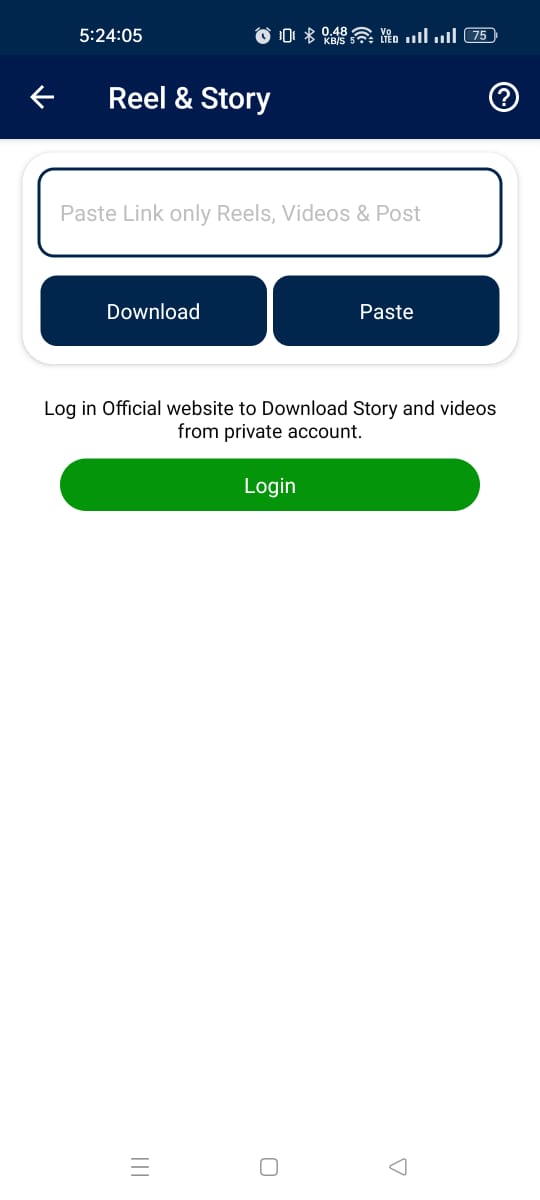 5:24:05 0.48 KB/S 5 Vo LTE 75
Reel & Story
Paste Link only Reels, Videos & Post
Download Paste
Log in Official website to Download Story and videos
from private account.
Login